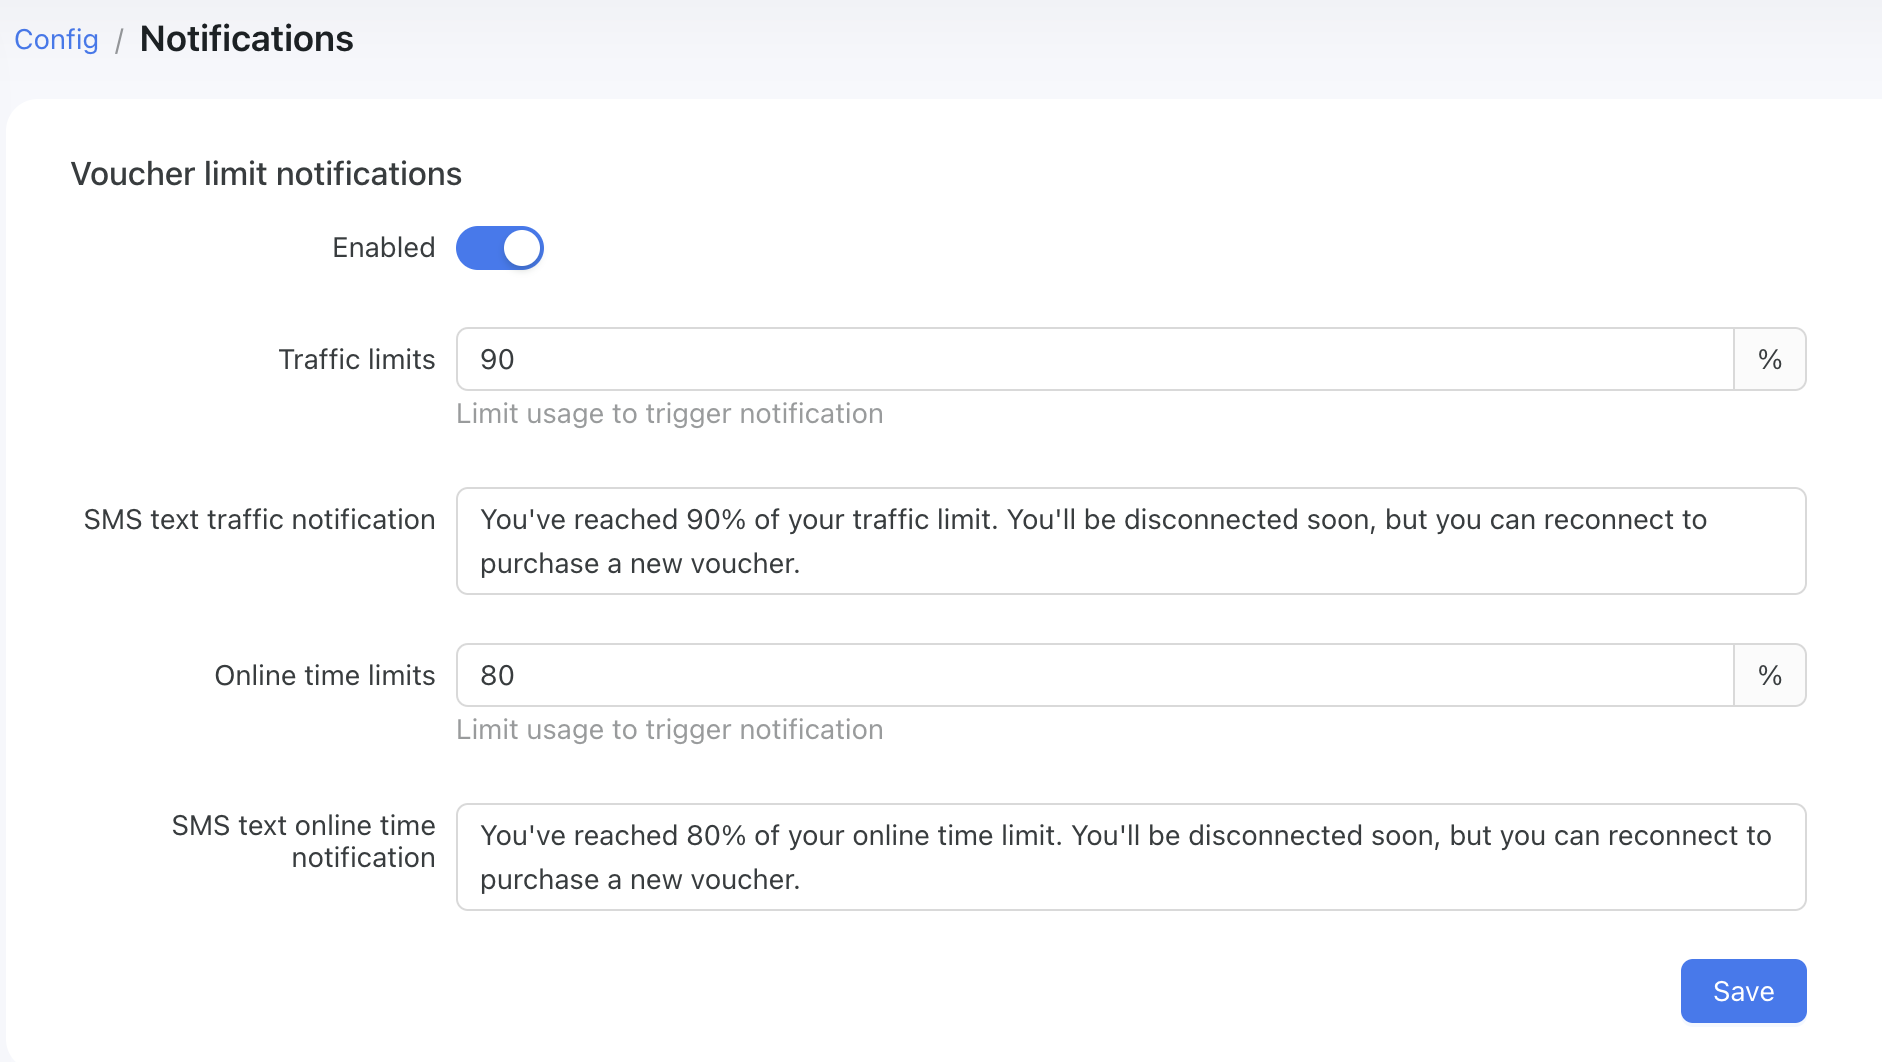 Config / Notifications
Voucher limit notifications
Enabled
Traffic limits
90
%
Limit usage to trigger notification
SMS text traffic notification
You've reached 90% of your traffic limit. You'll be disconnected soon, but you can reconnect to
purchase a new voucher.
Online time limits
80
%
Limit usage to trigger notification
SMS text online time
notification
You've reached 80% of your online time limit. You'll be disconnected soon, but you can reconnect to
purchase a new voucher.
Save